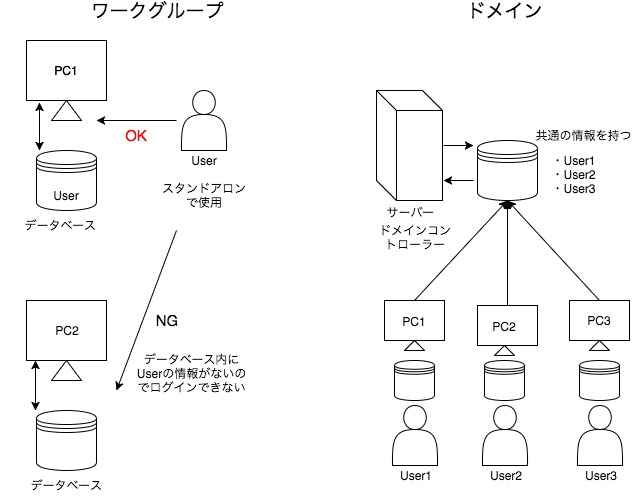 ワークグループ
PC1
OK
User
User
データベース
スタンドアロン
で使用
NG
PC2
データベース内に
Userの情報がないの
でログインできない
データベース
ドメイン
共通の情報を持つ
・User1
・User2
・User3
サーバー
ドメインコント
ローラー
PC1
PC2
PC3
User1
User2
User3